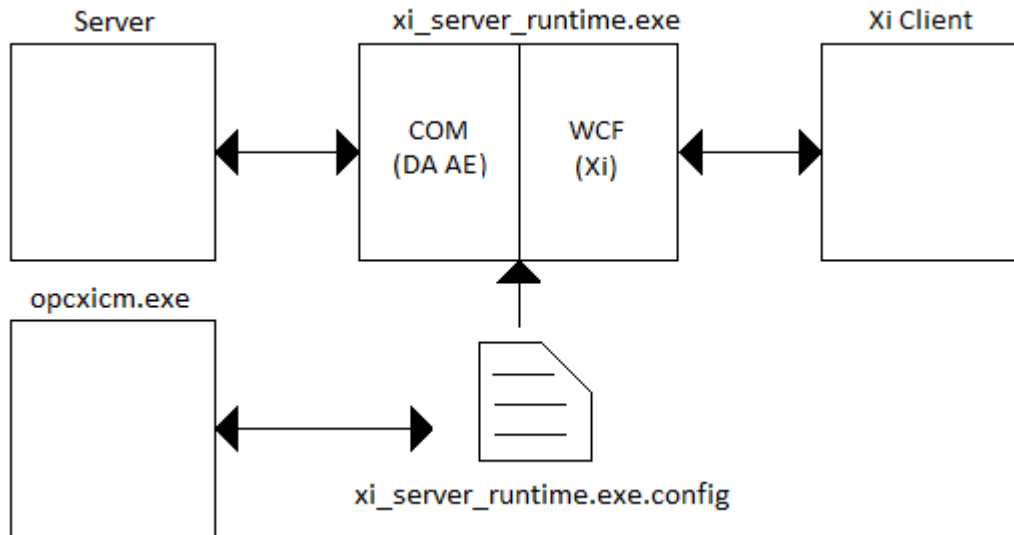 Server
xi_server_runtime.exe
Xi Client
COM
(DA AE)
WCF
(Xi)
opcxicm.exe
xi_server_runtime.exe.config